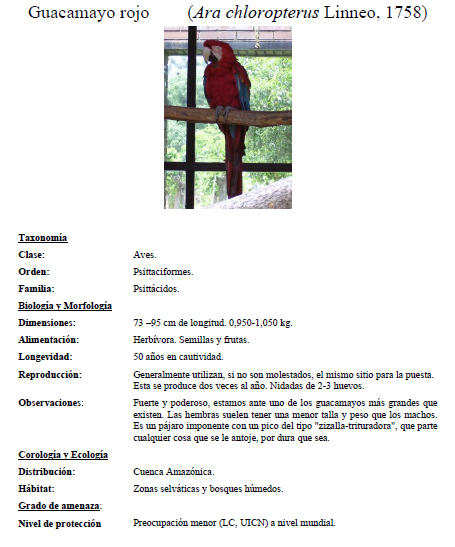 Guacamayo rojo (Ara chloropterus Linneo, 1758)
Taxonomía
Clase: Aves.
Orden: Psittaciformes.
Familia: Psittácidos.
Biología y Morfología
Dimensiones: 73 –95 cm de longitud. 0,950-1,050 kg.
Alimentación: Herbívora. Semillas y frutas.
Longevidad: 50 años en cautividad.
Reproducción: Generalmente utilizan, si no son molestados, el mismo sitio para la puesta.
Esta se produce dos veces al año. Nidadas de 2-3 huevos.
Observaciones: Fuerte y poderoso, estamos ante uno de los guacamayos más grandes que
existen. Las hembras suelen tener una menor talla y peso que los machos.
Es un pájaro imponente con un pico del tipo "zizalla-trituradora", que parte
cualquier cosa que se le antoje, por dura que sea.
Corología y Ecología
Distribución: Cuenca Amazónica.
Hábitat: Zonas selváticas y bosques húmedos.
Grado de amenaza:
Nivel de protección Preocupación menor (LC, UICN) a nivel mundial.